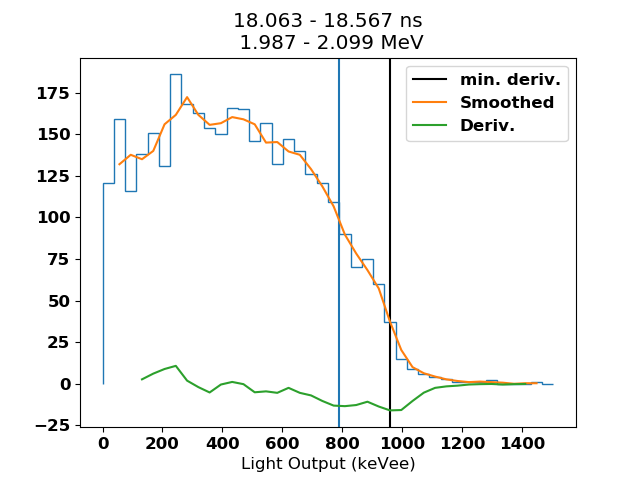 18.063 - 18.567 ns
1.987 - 2.099 MeV
min. deriv.
Smoothed
Deriv.
175
150
125
100
75
50
25
0
−25
0 200 400 600 800 1000 1200 1400
Light Output (keVee)